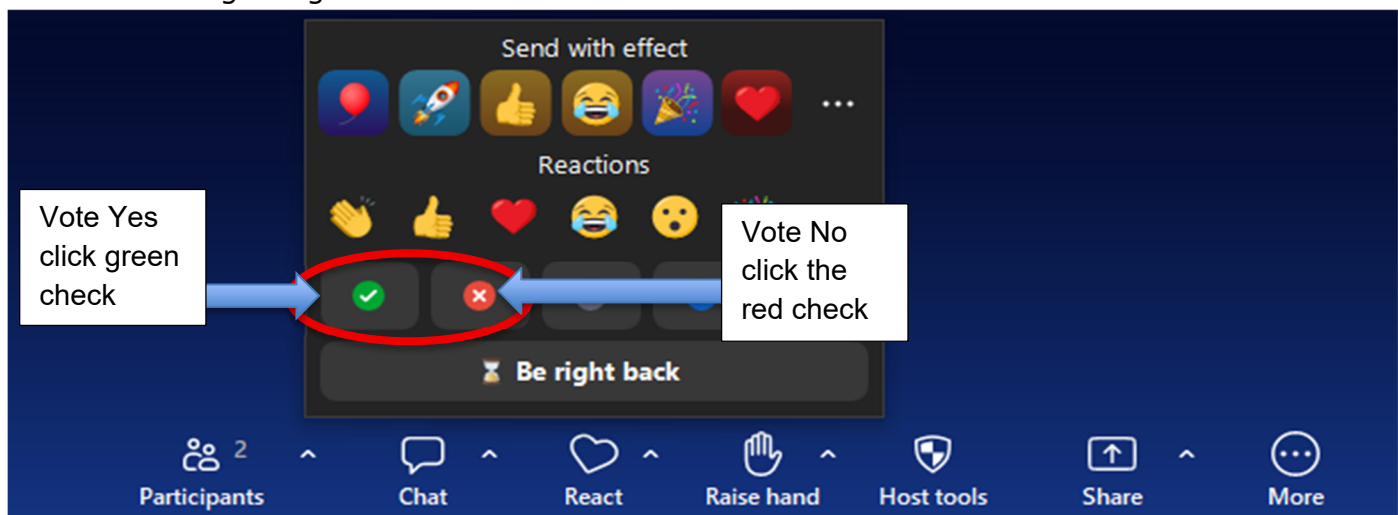 Send with effect
Reactions
Vote Yes
click green
check
Vote No
click the
red check
Be right back
2
Participants
Chat
React
Raise hand
Host tools
Share
More